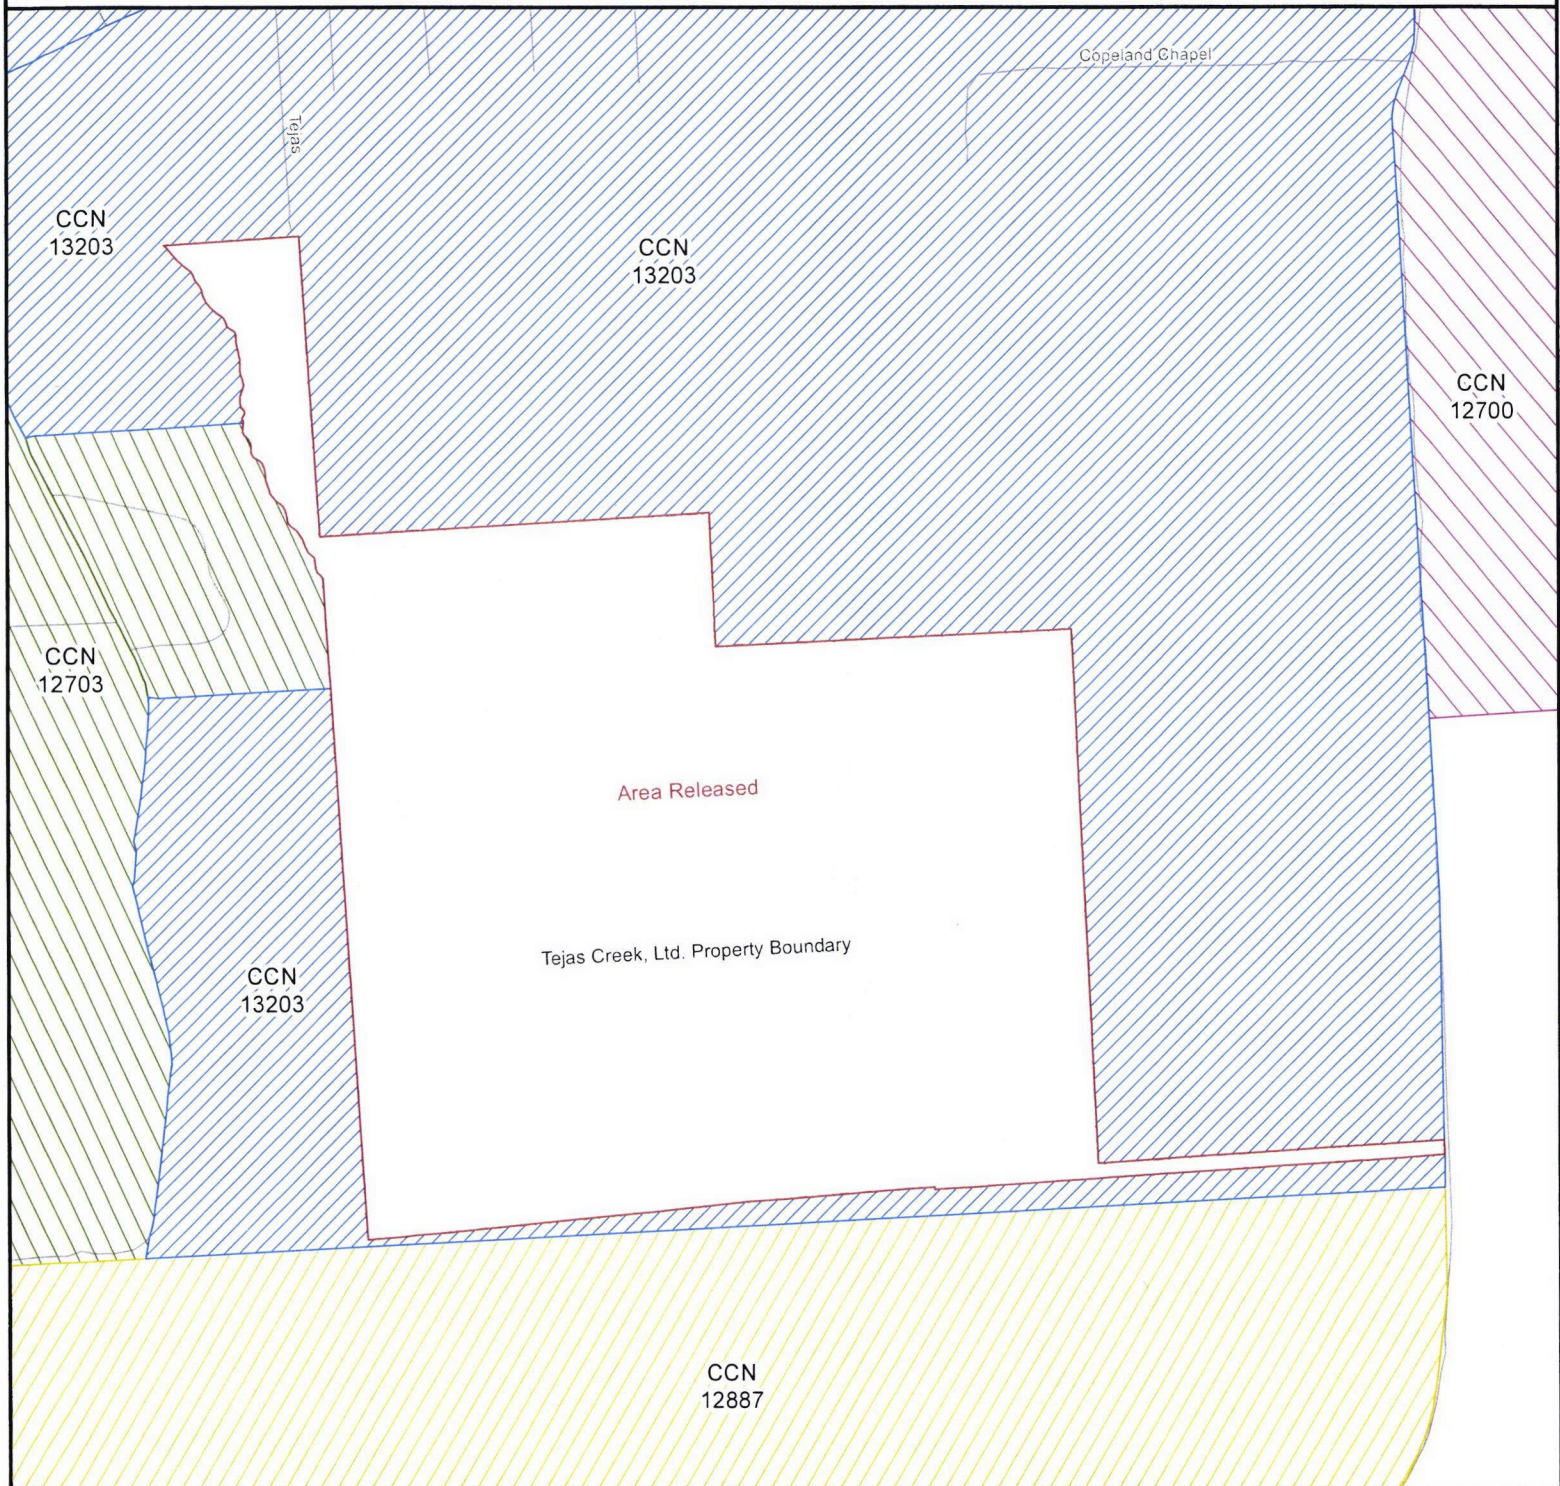 Copeland Chapel
Tejas
CCN
13203
CCN
13203
CCN
12700
CCN
12703
Area Released
Tejas Creek, Ltd. Property Boundary
CCN
13203
CCN
12887